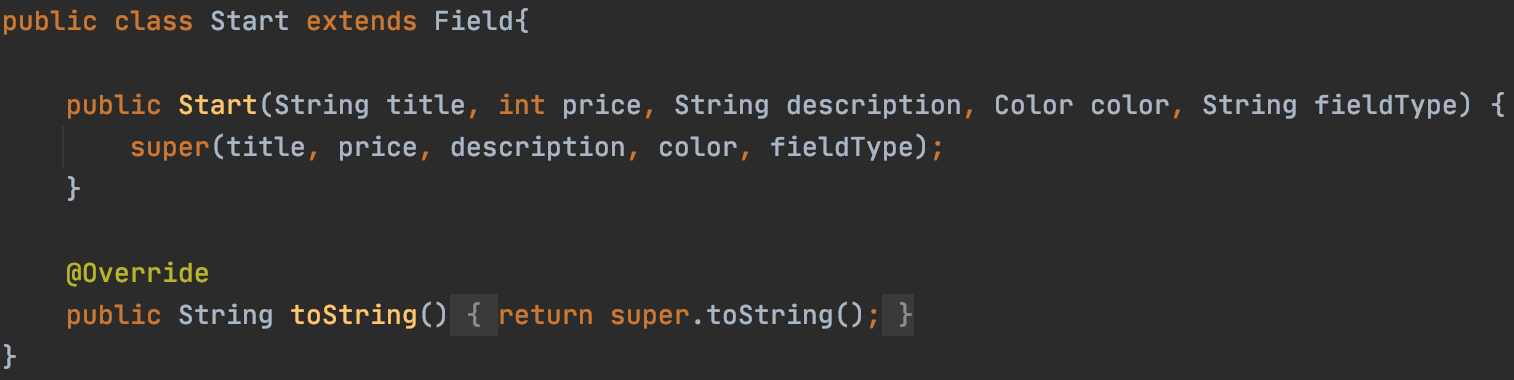 public class Start extends Field{
public Start(String title, int price, String description, Color color, String fieldType) {
super(title, price, description, color, fieldType);
}
@Override
public String toString() { return super.toString(); }
}